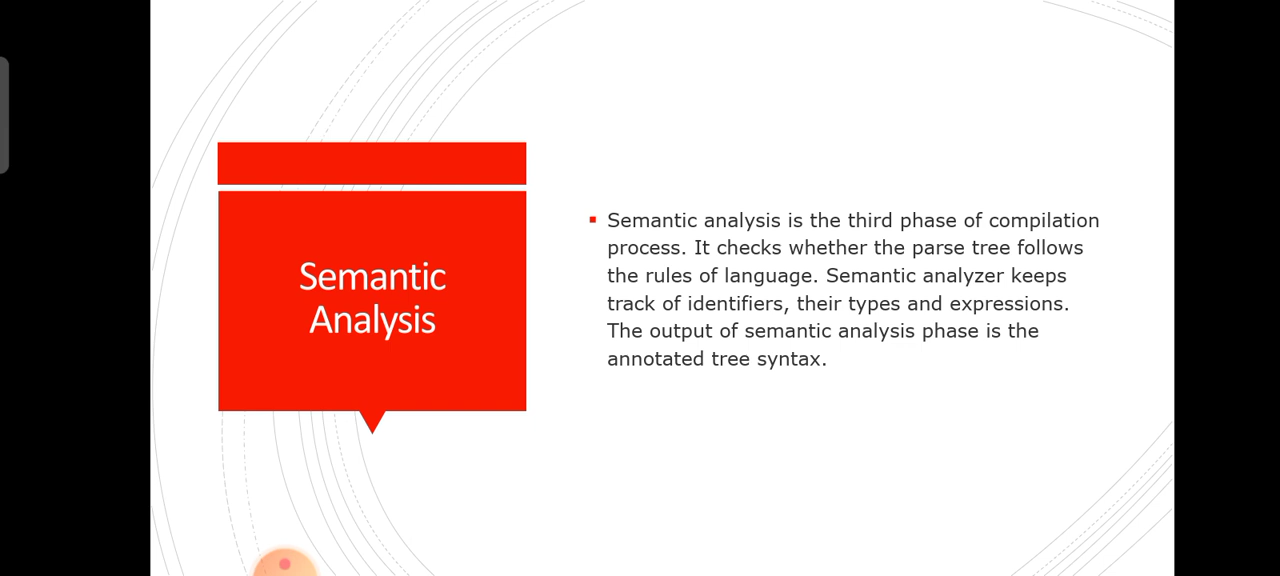 Semantic
Analysis
Semantic analysis is the third phase of compilation
process. It checks whether the parse tree follows
the rules of language. Semantic analyzer keeps
track of identifiers, their types and expressions.
The output of semantic analysis phase is the
annotated tree syntax.